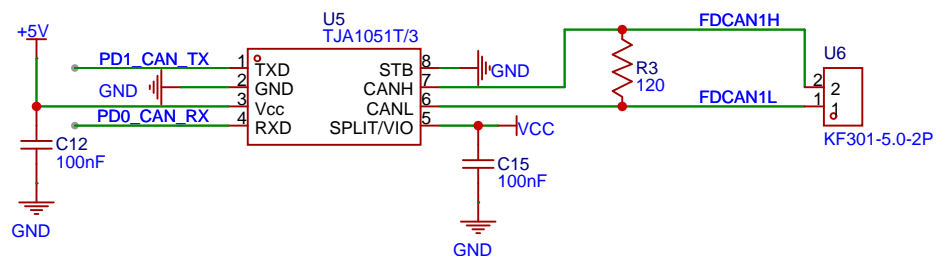 U5
TJA1051T/3
+5V
PD1_CAN_TX
1
TXD
STB
8
GND
GND
2
GND
CANH
7
3
Vcc
CANL
6
PD0_CAN_RX
4
RXD
SPLIT/VIO
5
VCC
C12
100nF
GND
C15
100nF
GND
FDCAN1H
R3
120
FDCAN1L
U6
2
2
1
1
KF301-5.0-2P